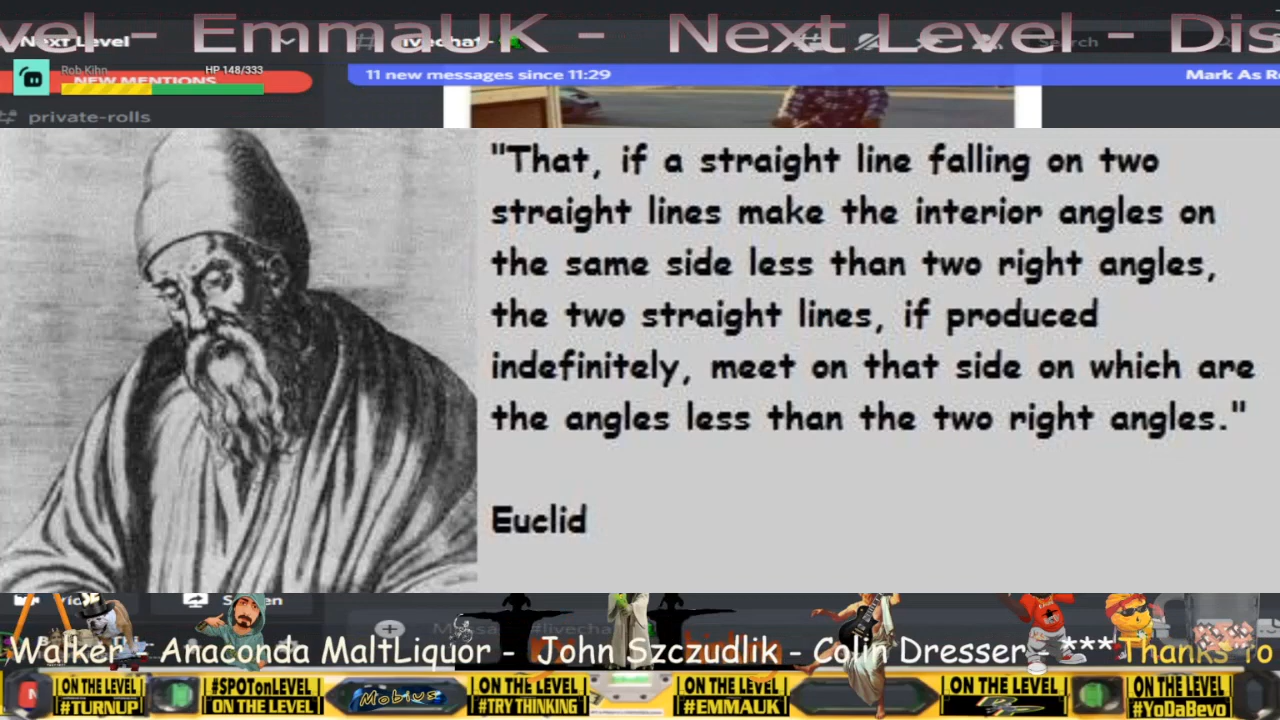 vel - EmmaUK - Next Level - Dis
Next Level
livechat-
Search
Rob.Kihn
HP 148/333
NEW MENTIONS
11 new messages since 11:29
Mark As R
private-rolls
"That, if a straight line falling on two
straight lines make the interior angles on
the same side less than two right angles,
the two straight lines, if produced
indefinitely, meet on that side on which are
the angles less than the two right angles."
Euclid
Walker - Anaconda MaltLiquor - John Szczudlik - Colin Dresser - *** Thanks To
ON THE LEVEL
#TURNUP
#SPOTonLEVEL
ON THE LEVEL
Mobius
ON THE LEVEL
#TRY THINKING
ON THE LEVEL
#EMMAUK
ON THE LEVEL
ON THE LEVEL
#YoDaBevo